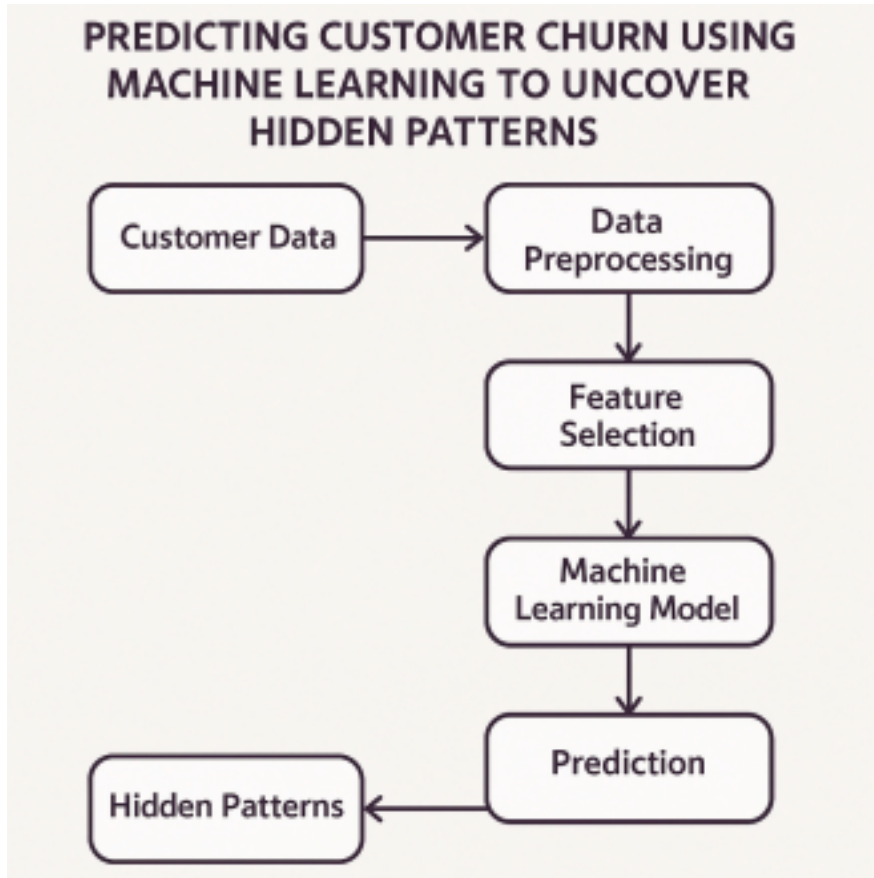 PREDICTING CUSTOMER CHURN USING
MACHINE LEARNING TO UNCOVER
HIDDEN PATTERNS
Customer Data
Data
Preprocessing
Feature
Selection
Machine
Learning Model
Prediction
Hidden Patterns